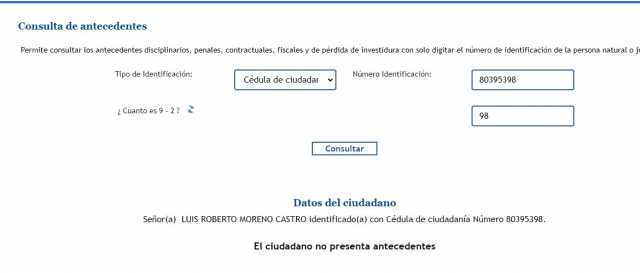 Consulta de antecedentes
Permite consultar los antecedentes disciplinarios, penales, contractuales, fiscales y de pérdida de investidura con solo digitar el número de identificación de la persona natural o
Tipo de Identificación: Cédula de ciudadan Número Identificación: 80395398
¿ Cuanto es 9 - 2 ? 98
Consultar
Datos del ciudadano
Señor(a) LUIS ROBERTO MORENO CASTRO identificado(a) con Cédula de ciudadanía Número 80395398.
El ciudadano no presenta antecedentes